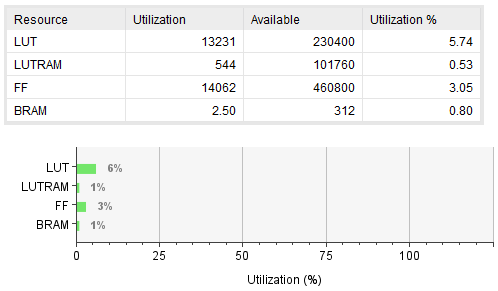 Resource Utilization Available Utilization %
LUT 13231 230400 5.74
LUTRAM 544 101760 0.53
FF 14062 460800 3.05
BRAM 2.50 312 0.80
LUT 6%
LUTRAM 1%
FF 3%
BRAM 1%
0 25 50 75 100
Utilization (%)